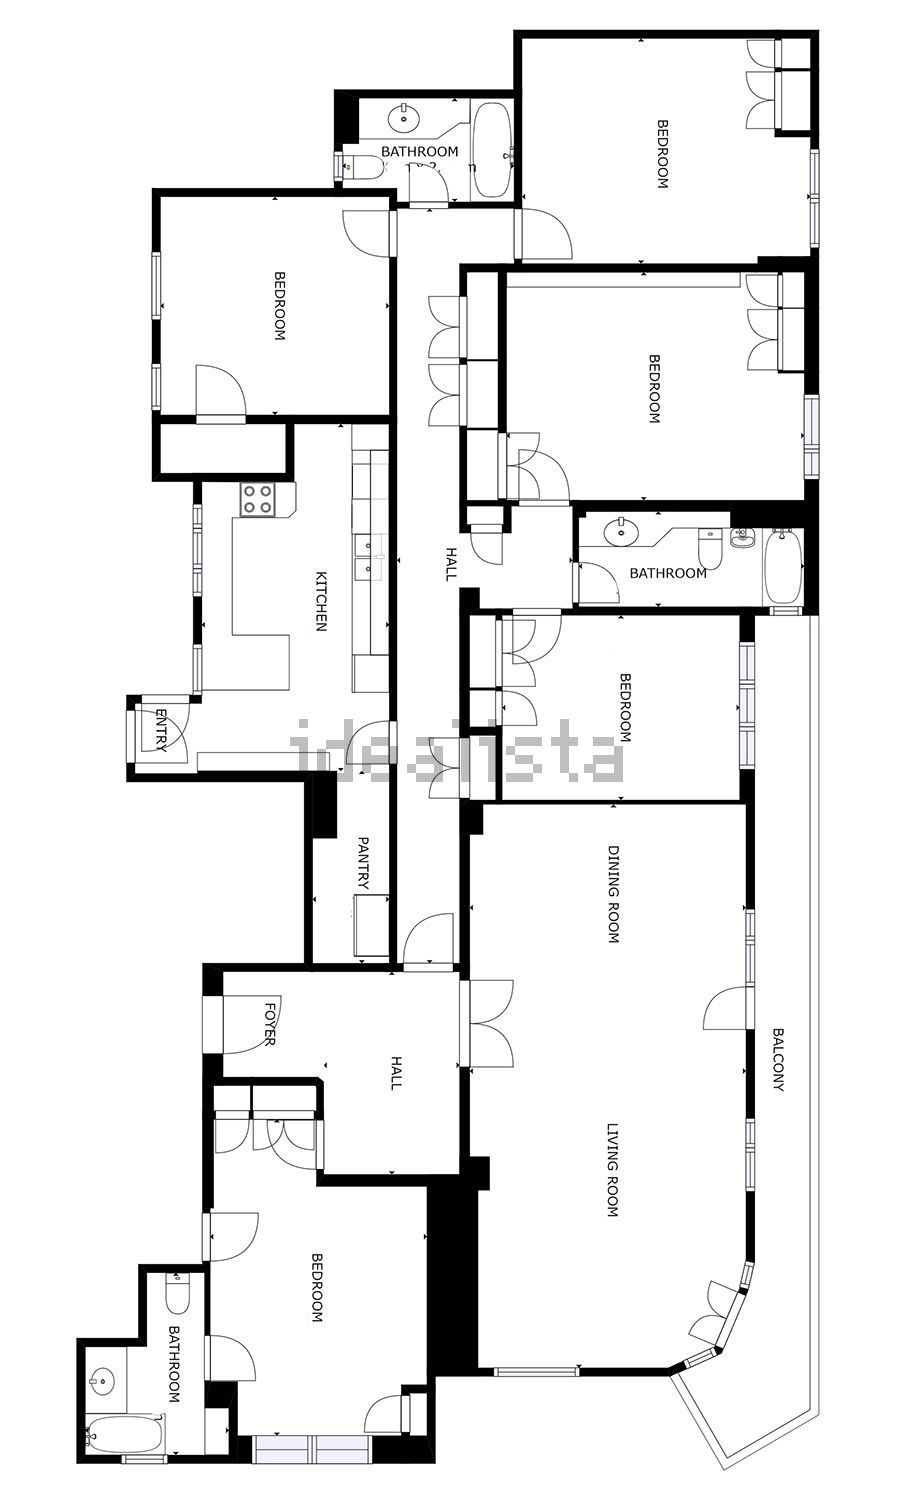 BEDROOM
BATHROOM
BEDROOM
BEDROOM
HALL
BATHROOM
KITCHEN
BEDROOM
ENTRY
idealista
PANTRY
DINING ROOM
FOYER
HALL
BALCONY
LIVING ROOM
BEDROOM
BATHROOM